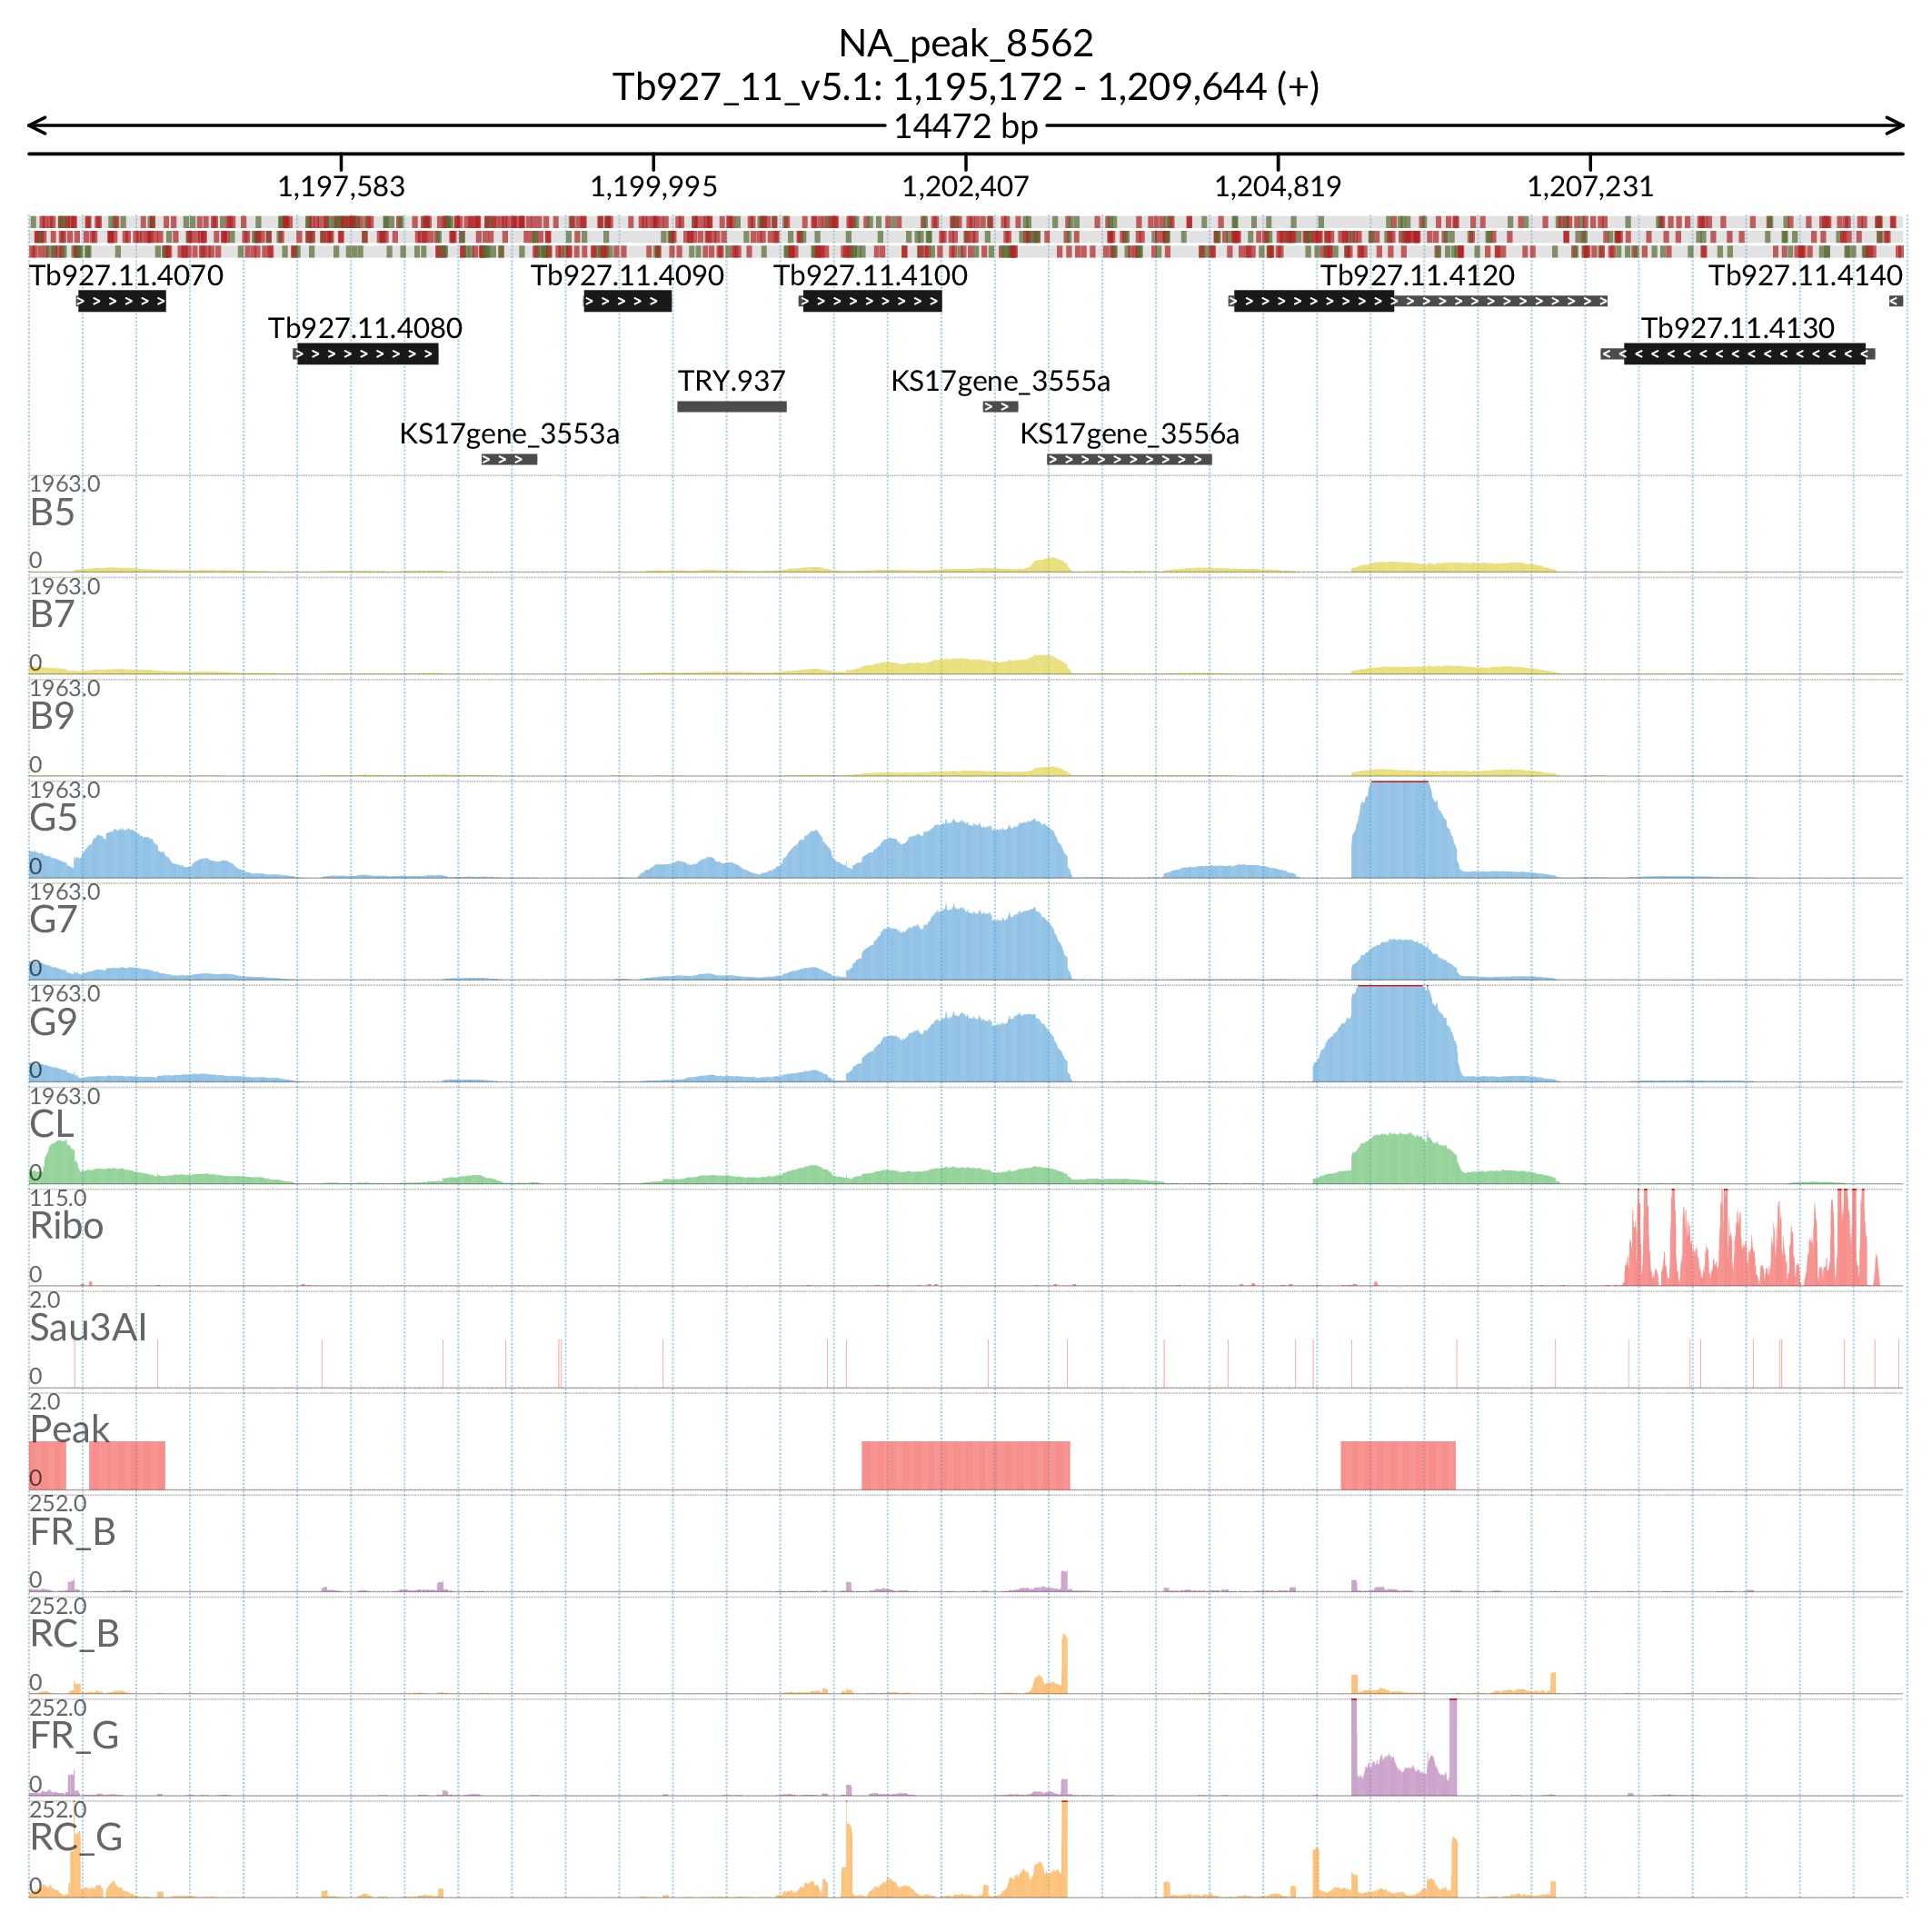 NA_peak_8562
Tb927_11_v5.1: 1,195,172 - 1,209,644 (+)
14472 bp
1,197,583 1,199,995 1,202,407 1,204,819 1,207,231
Tb927.11.4070 Tb927.11.4090 Tb927.11.4100 Tb927.11.4120 Tb927.11.4140
Tb927.11.4080 Tb927.11.4130
TRY.937 KS17gene_3555a
KS17gene_3553a KS17gene_3556a
1963.0
B5
0
1963.0
B7
0
1963.0
B9
0
1963.0
G5
0
1963.0
G7
0
1963.0
G9
0
1963.0
CL
0
115.0
Ribo
0
2.0
Sau3AI
0
2.0
Peak
0
252.0
FR_B
0
252.0
RC_B
0
252.0
FR_G
0
252.0
RC_G
0